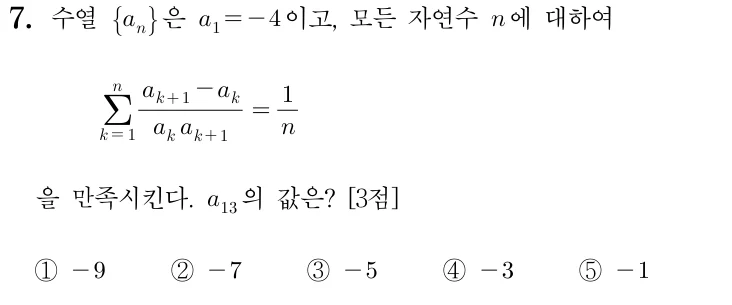 7. 수열 {aₙ}은 a₁=−4이고, 모든 자연수 n에 대하여
∑ₖ₌₁ⁿ (aₖ₊₁−aₖ)/(aₖaₖ₊₁) = 1/n
을 만족시킨다. a₁₃의 값은? [3점]
① −9 ② −7 ③ −5 ④ −3 ⑤ −1